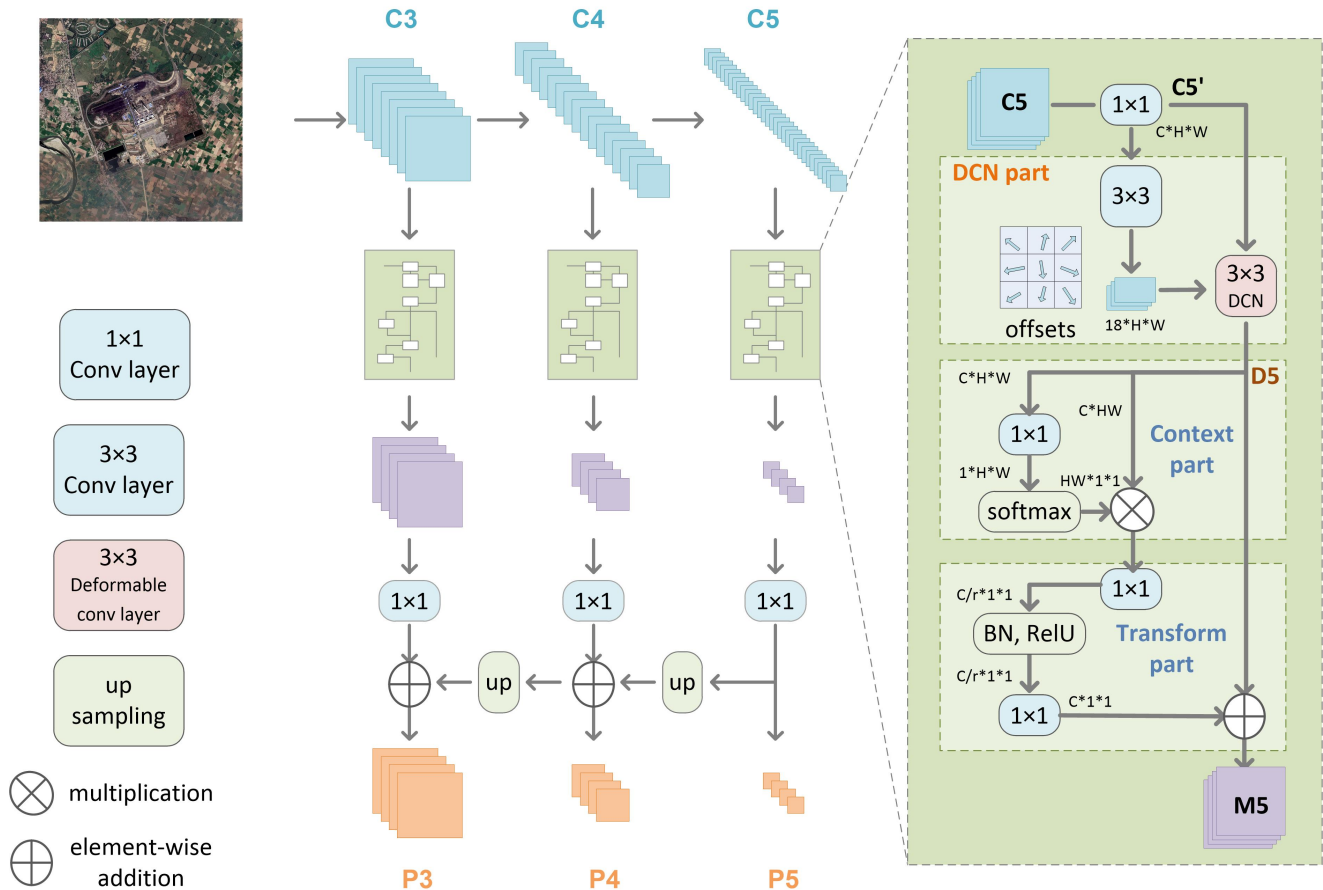 C3
C4
C5
C5
1×1
C5'
C*H*W
DCN part
3×3
offsets
18*H*W
3×3
DCN
D5
C*H*W
C*HW
1×1
Context
part
1*H*W
HW*1*1
softmax
1×1
C/r*1*1
BN, RelU
Transform
part
C/r*1*1
1×1
C*1*1
M5
1×1
Conv layer
3×3
Conv layer
3×3
Deformable
conv layer
up
sampling
multiplication
element-wise
addition
1×1
1×1
1×1
up
up
P3
P4
P5